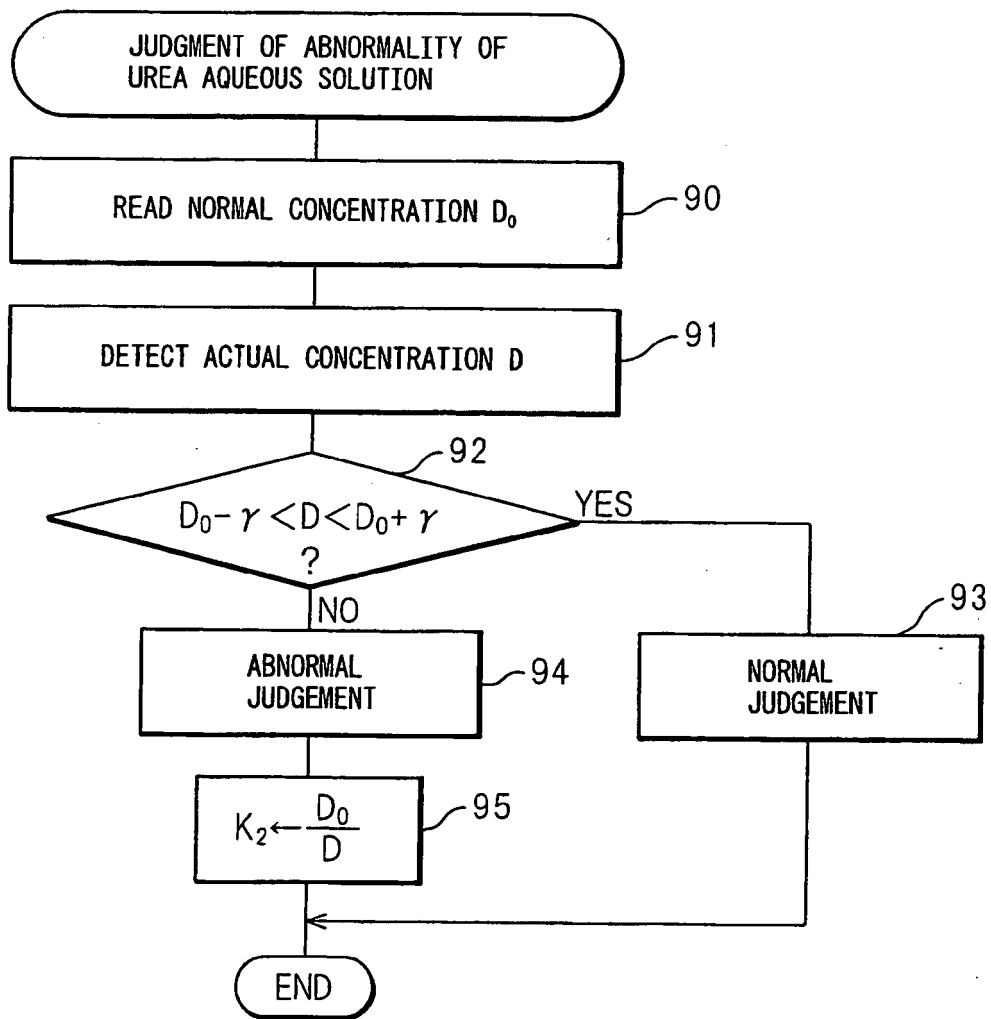 JUDGMENT OF ABNORMALITY OF
UREA AQUEOUS SOLUTION
READ NORMAL CONCENTRATION D₀
90
DETECT ACTUAL CONCENTRATION D
91
92
D₀-γ<D<D₀+γ
?
YES
NO
93
ABNORMAL
JUDGEMENT
94
NORMAL
JUDGEMENT
K₂←D₀/D
95
END